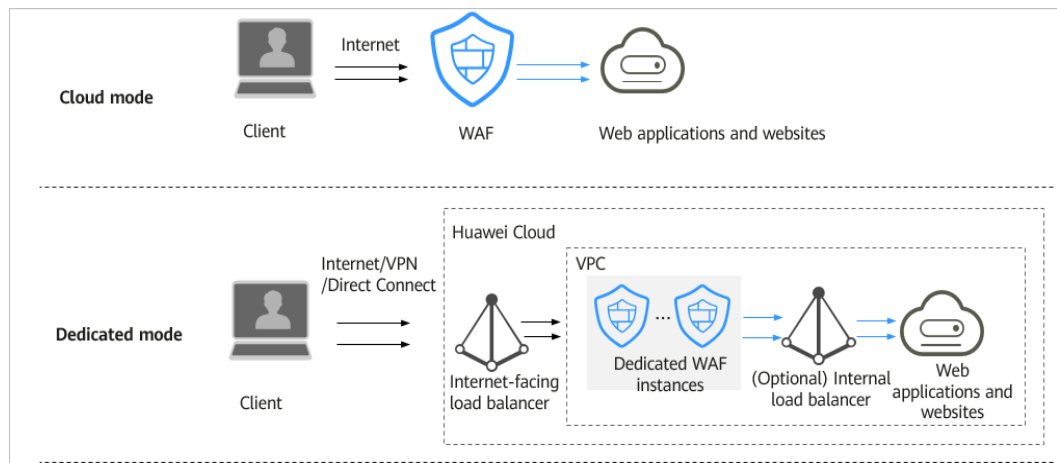 Internet
Cloud mode
Client
WAF
Web applications and websites
Huawei Cloud
Internet/VPN
/Direct Connect
VPC
...
Dedicated mode
Dedicated WAF
instances
(Optional) Internal
load balancer
Web
applications and
websites
Internet-facing
load balancer
Client